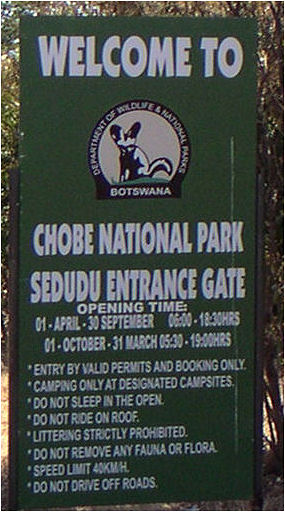 WELCOME TO
DEPARTMENT OF WILDLIFE & NATIONAL PARKS
BOTSWANA
CHOBE NATIONAL PARK
SEDUDU ENTRANCE GATE
OPENING TIME:
01 - APRIL - 30 SEPTEMBER 06:00 - 18:30HRS
01 - OCTOBER - 31 MARCH 05:30 - 19:00HRS
* ENTRY BY VALID PERMITS AND BOOKING ONLY.
* CAMPING ONLY AT DESIGNATED CAMPSITES.
* DO NOT SLEEP IN THE OPEN.
* DO NOT RIDE ON ROOF.
* LITTERING STRICTLY PROHIBITED.
* DO NOT REMOVE ANY FAUNA OR FLORA.
* SPEED LIMIT 40KM/H.
* DO NOT DRIVE OFF ROADS.